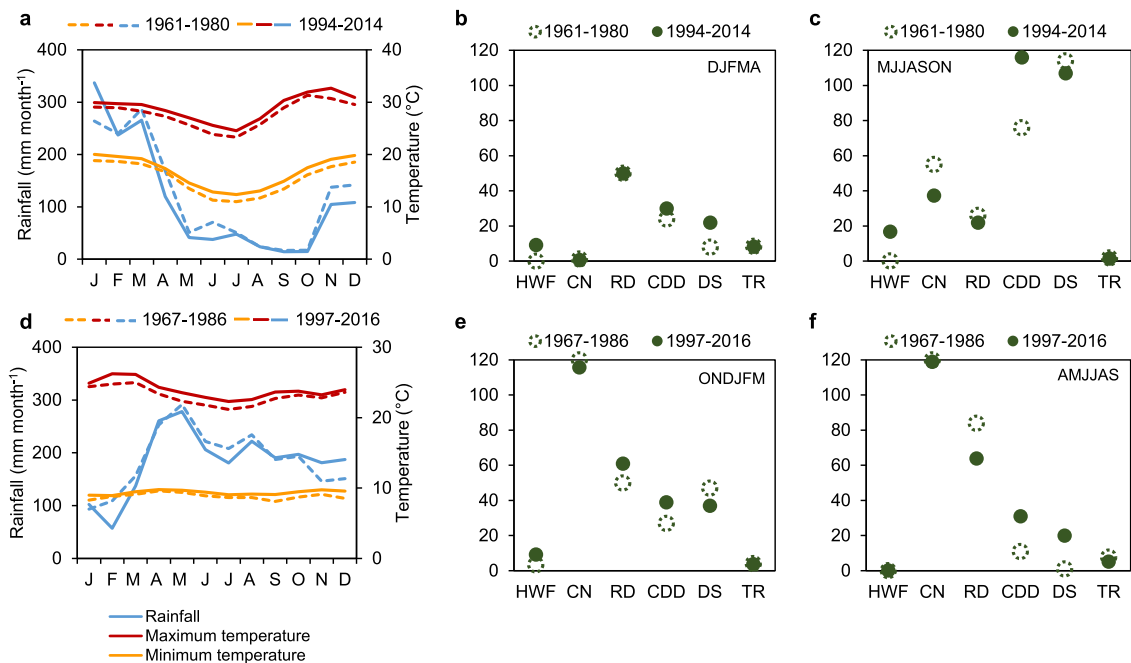 a
1961-1980 1994-2014
400
300
200
100
0
Rainfall (mm month⁻¹)
40
30
20
10
0
Temperature (°C)
J F M A M J J A S O N D
b
1961-1980 1994-2014
DJFMA
120
100
80
60
40
20
0
HWF CN RD CDD DS TR
c
1961-1980 1994-2014
MJJASON
120
100
80
60
40
20
0
HWF CN RD CDD DS TR
d
1967-1986 1997-2016
400
300
200
100
0
Rainfall (mm month⁻¹)
30
20
10
0
Temperature (°C)
J F M A M J J A S O N D
Rainfall
Maximum temperature
Minimum temperature
e
1967-1986 1997-2016
ONDJFM
120
100
80
60
40
20
0
HWF CN RD CDD DS TR
f
1967-1986 1997-2016
AMJJAS
120
100
80
60
40
20
0
HWF CN RD CDD DS TR